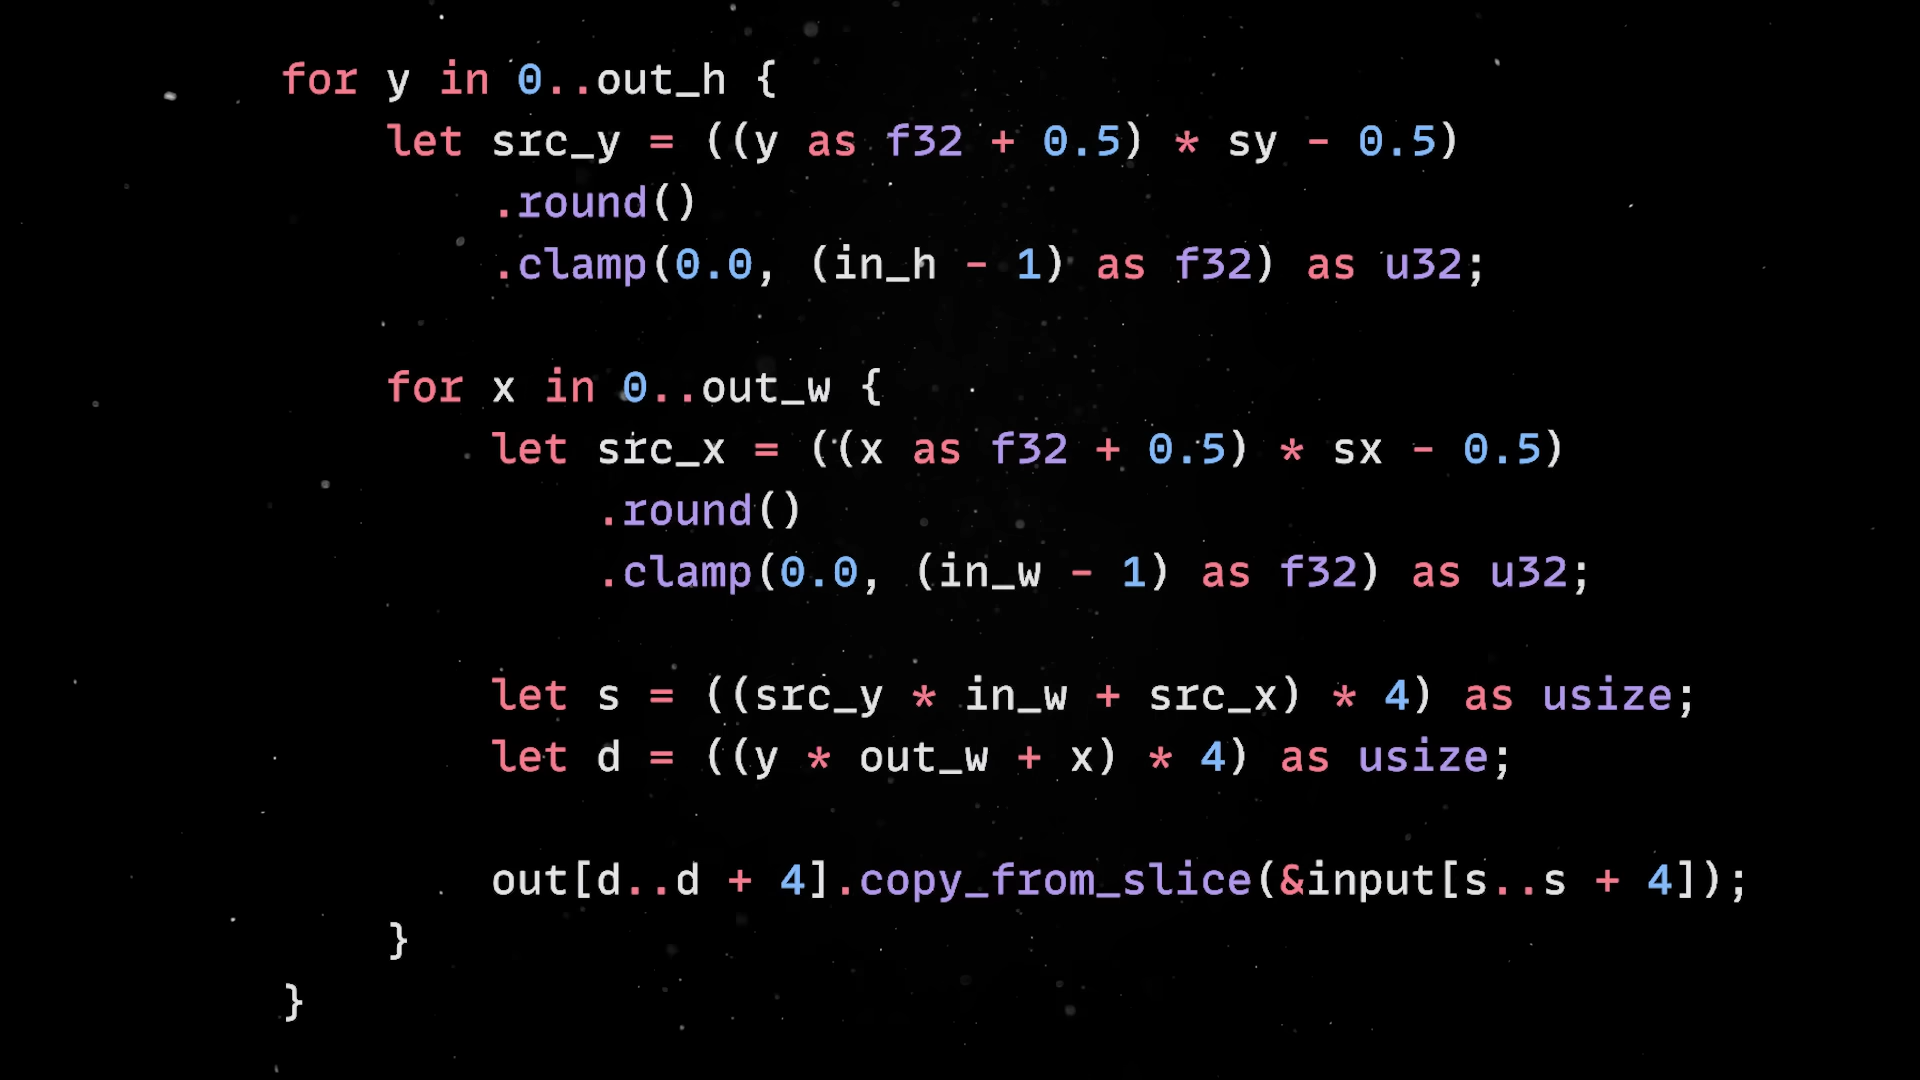 for y in 0..out_h {
let src_y = ((y as f32 + 0.5) * sy - 0.5)
.round()
.clamp(0.0, (in_h - 1) as f32) as u32;
for x in 0..out_w {
let src_x = ((x as f32 + 0.5) * sx - 0.5)
.round()
.clamp(0.0, (in_w - 1) as f32) as u32;
let s = ((src_y * in_w + src_x) * 4) as usize;
let d = ((y * out_w + x) * 4) as usize;
out[d..d + 4].copy_from_slice(&input[s..s + 4]);
}
}